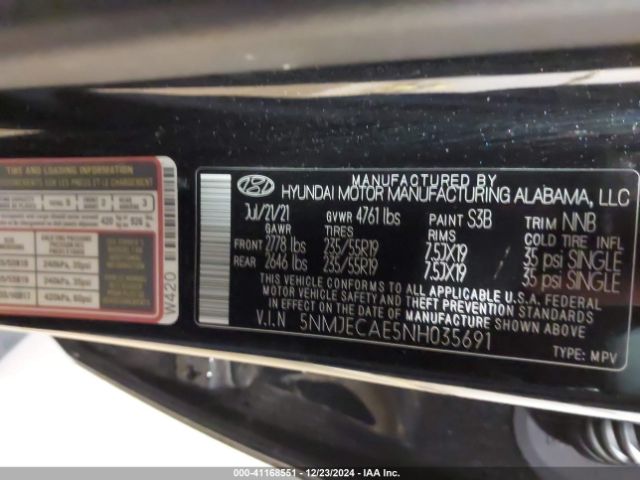 TIRE AND LOADING INFORMATION
W420
MANUFACTURED BY
HYUNDAI MOTOR MANUFACTURING ALABAMA, LLC
Jul/21/21 GVWR 4761 lbs PAINT S3B TRIM NNB
GAWR TIRES COLD TIRE INFL
FRONT 2778 lbs 235/55R19 7.5JX19 35 psi SINGLE
REAR 2646 lbs 235/55R19 7.5JX19 35 psi SINGLE
THIS VEHICLE CONFORMS TO ALL APPLICABLE U.S.A. FEDERAL
MOTOR VEHICLE SAFETY AND THEFT PREVENTION STANDARDS
IN EFFECT ON THE DATE OF MANUFACTURE SHOWN ABOVE.
V.I.N 5NMJECAE5NH035691
TYPE: MPV
000-41168551 - 12/23/2024 - IAA Inc.